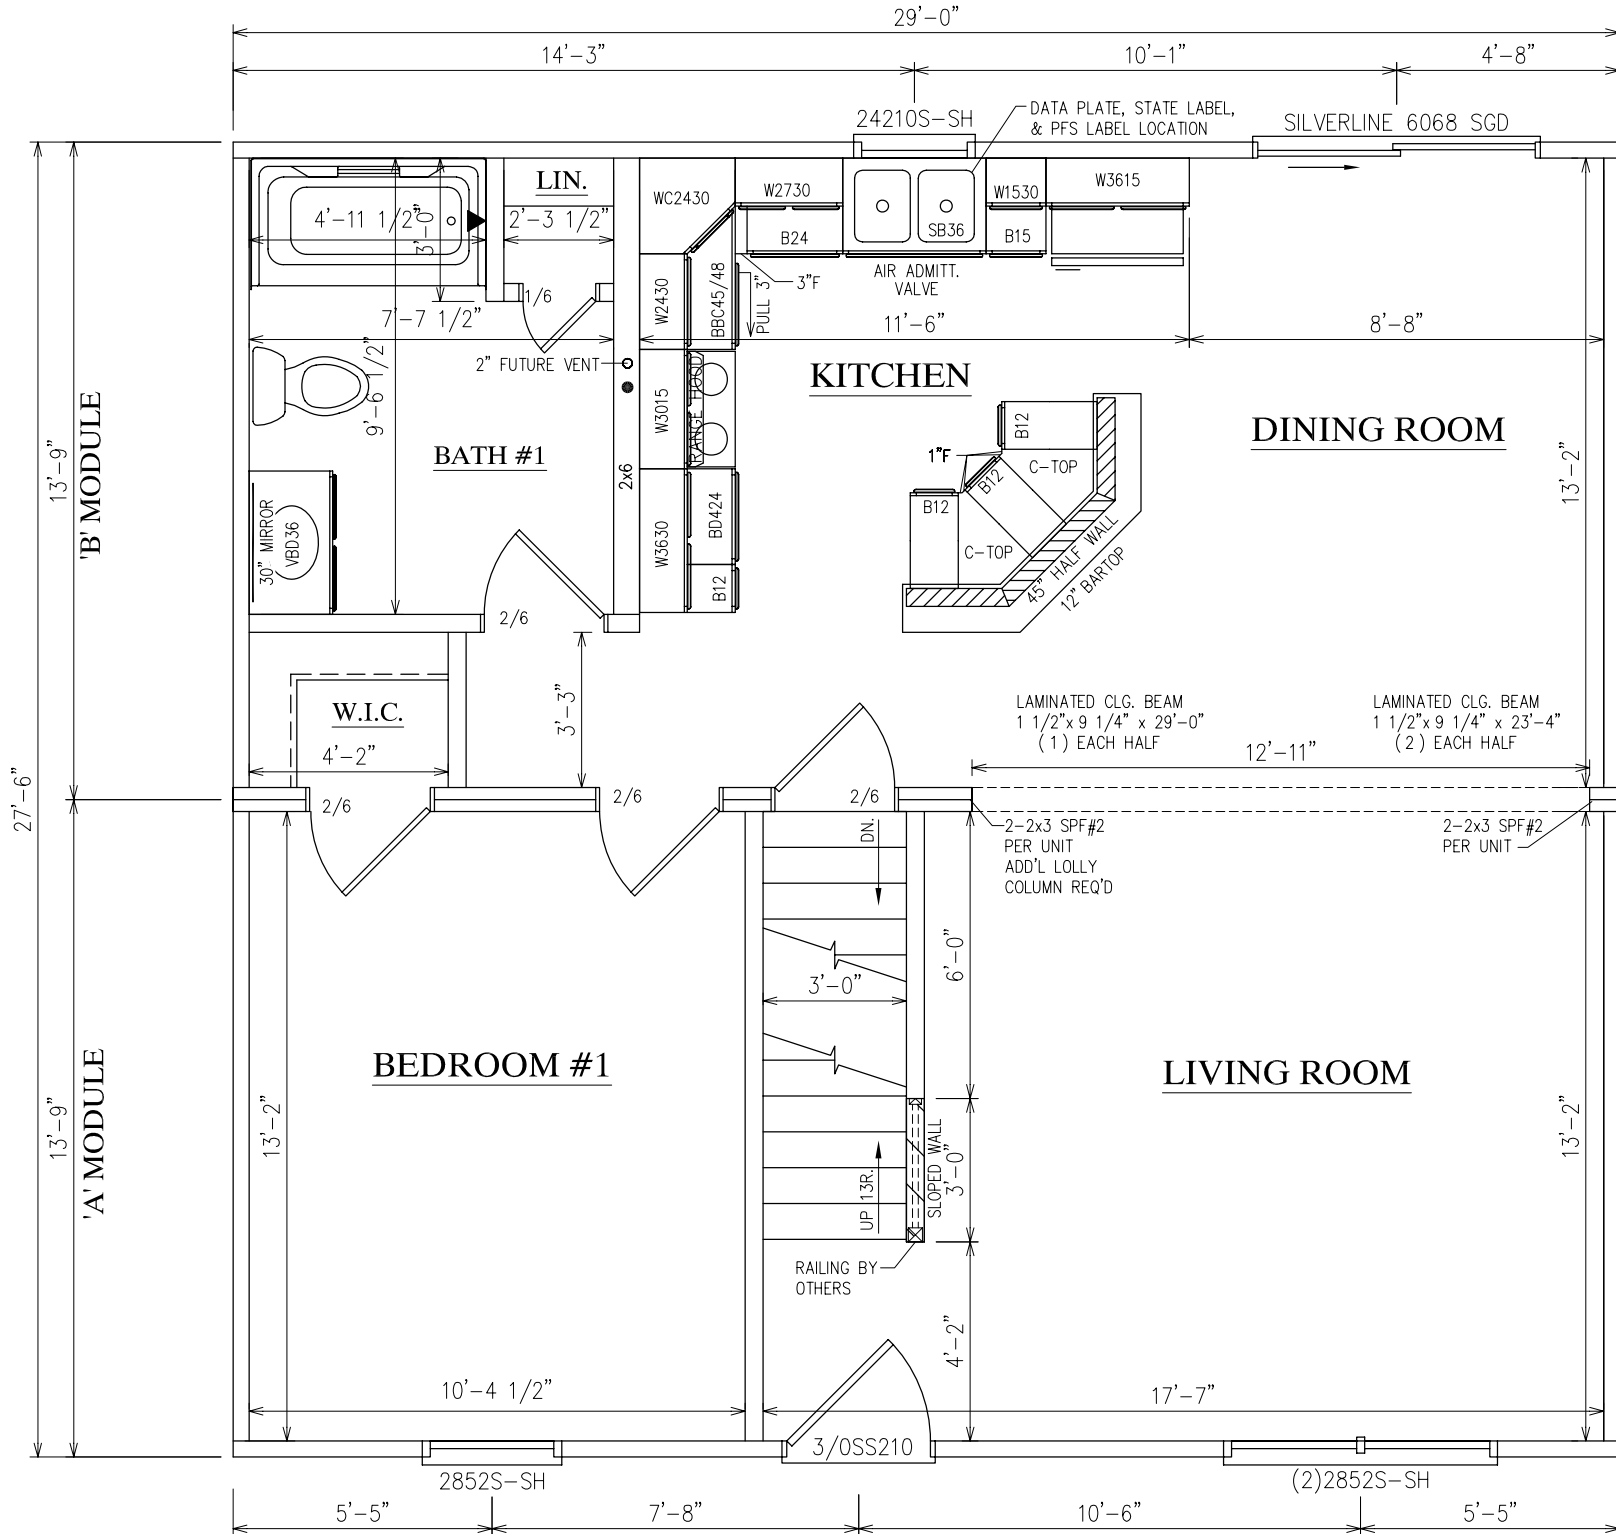 29'-0"
14'-3"
10'-1"
4'-8"
24210S-SH
DATA PLATE, STATE LABEL,
& PFS LABEL LOCATION
SILVERLINE 6068 SGD
LIN.
4'-11 1/2"
3'-0"
2'-3 1/2"
WC2430
W2730
B24
SB36
W1530
B15
W3615
AIR ADMITT.
VALVE
3"F
PULL 3"
BBC45/48
W2430
1/6
7'-7 1/2"
11'-6"
8'-8"
2" FUTURE VENT
9'-6 1/2"
KITCHEN
W3015
RANGE HOOD
B12
1"F
C-TOP
B12
B12
C-TOP
45" HALF WALL
12" BARTOP
DINING ROOM
13'-2"
BATH #1
2x6
'B' MODULE
13'-9"
30" MIRROR
VBD36
W3630
BD424
B12
2/6
W.I.C.
4'-2"
3'-3"
LAMINATED CLG. BEAM
1 1/2"x 9 1/4" x 29'-0"
(1) EACH HALF
LAMINATED CLG. BEAM
1 1/2"x 9 1/4" x 23'-4"
(2) EACH HALF
12'-11"
27'-6"
2/6
2/6
2/6
DN.
2-2x3 SPF#2
PER UNIT
ADD'L LOLLY
COLUMN REQ'D
2-2x3 SPF#2
PER UNIT
6'-0"
3'-0"
BEDROOM #1
LIVING ROOM
'A' MODULE
13'-9"
13'-2"
13'-2"
SLOPED WALL
3'-0"
UP 13R.
RAILING BY
OTHERS
4'-2"
10'-4 1/2"
17'-7"
3/0SS210
2852S-SH
(2)2852S-SH
5'-5"
7'-8"
10'-6"
5'-5"